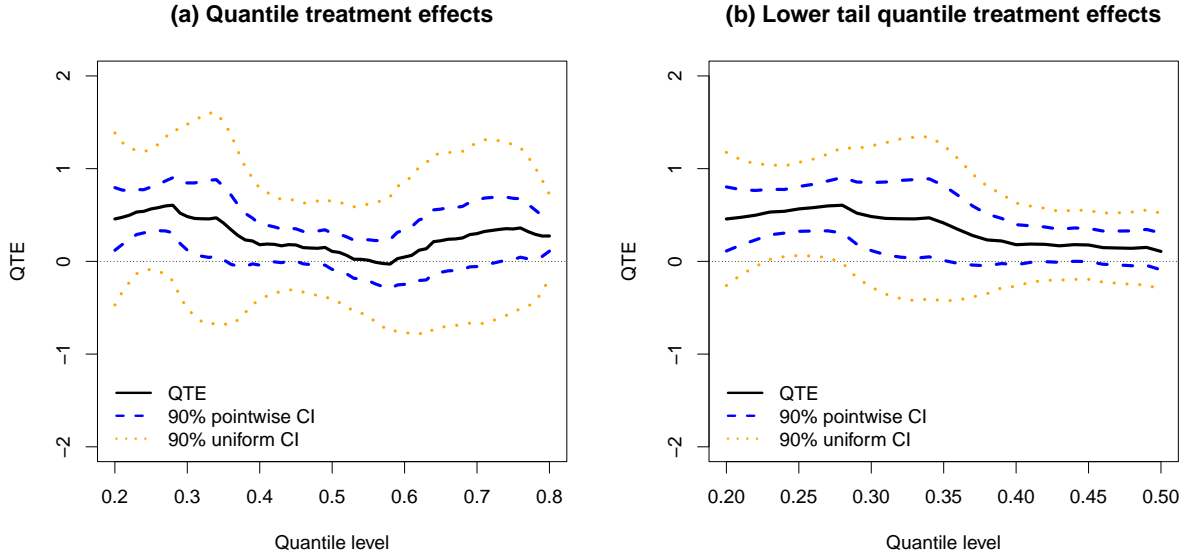 (a) Quantile treatment effects
QTE
2
1
0
−1
−2
QTE
90% pointwise CI
90% uniform CI
0.2 0.3 0.4 0.5 0.6 0.7 0.8
Quantile level
(b) Lower tail quantile treatment effects
QTE
2
1
0
−1
−2
QTE
90% pointwise CI
90% uniform CI
0.20 0.25 0.30 0.35 0.40 0.45 0.50
Quantile level